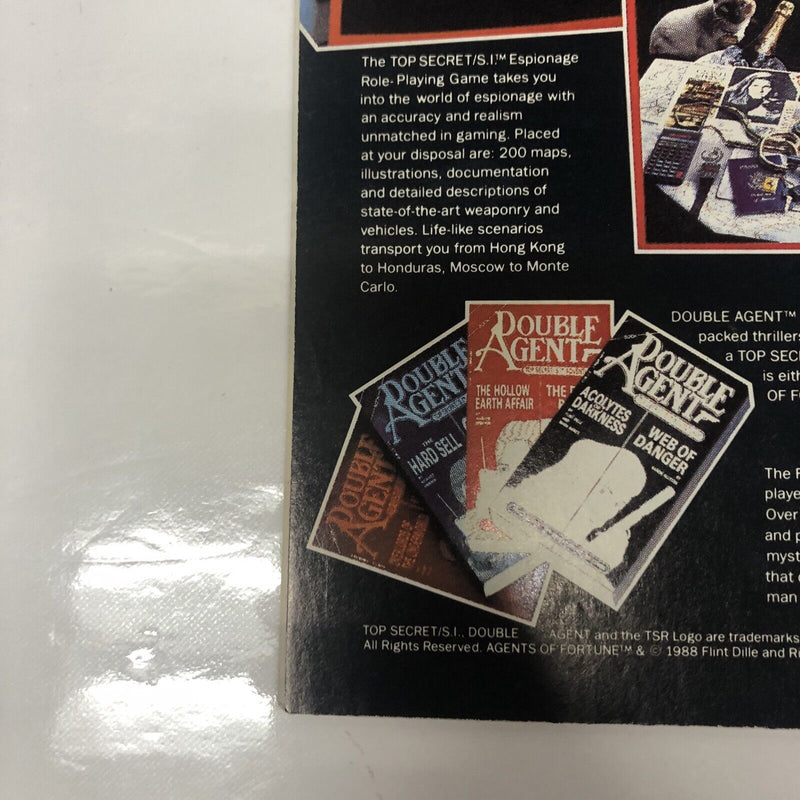 The TOP SECRET/S.I.™ Espionage
Role-Playing Game takes you
into the world of espionage with
an accuracy and realism
unmatched in gaming. Placed
at your disposal are: 200 maps,
illustrations, documentation
and detailed descriptions of
state-of-the-art weaponry and
vehicles. Life-like scenarios
transport you from Hong Kong
to Honduras, Moscow to Monte
Carlo.
DOUBLE AGENT™
packed thrillers
a TOP SEC
is eith
OF F
DOUBLE
AGENT
DOUBLE
AGENT
THE
HARD SELL
DOUBLE
AGENT
THE HOLLOW
EARTH AFFAIR
THE
DOUBLE
AGENT
ACOLYTES
OF
DARKNESS
WEB OF
DANGER
The F
playe
Over
and p
myst
that
man
TOP SECRET/S.I., DOUBLE AGENT and the TSR Logo are trademarks
All Rights Reserved. AGENTS OF FORTUNE™ & © 1988 Flint Dille and Ri